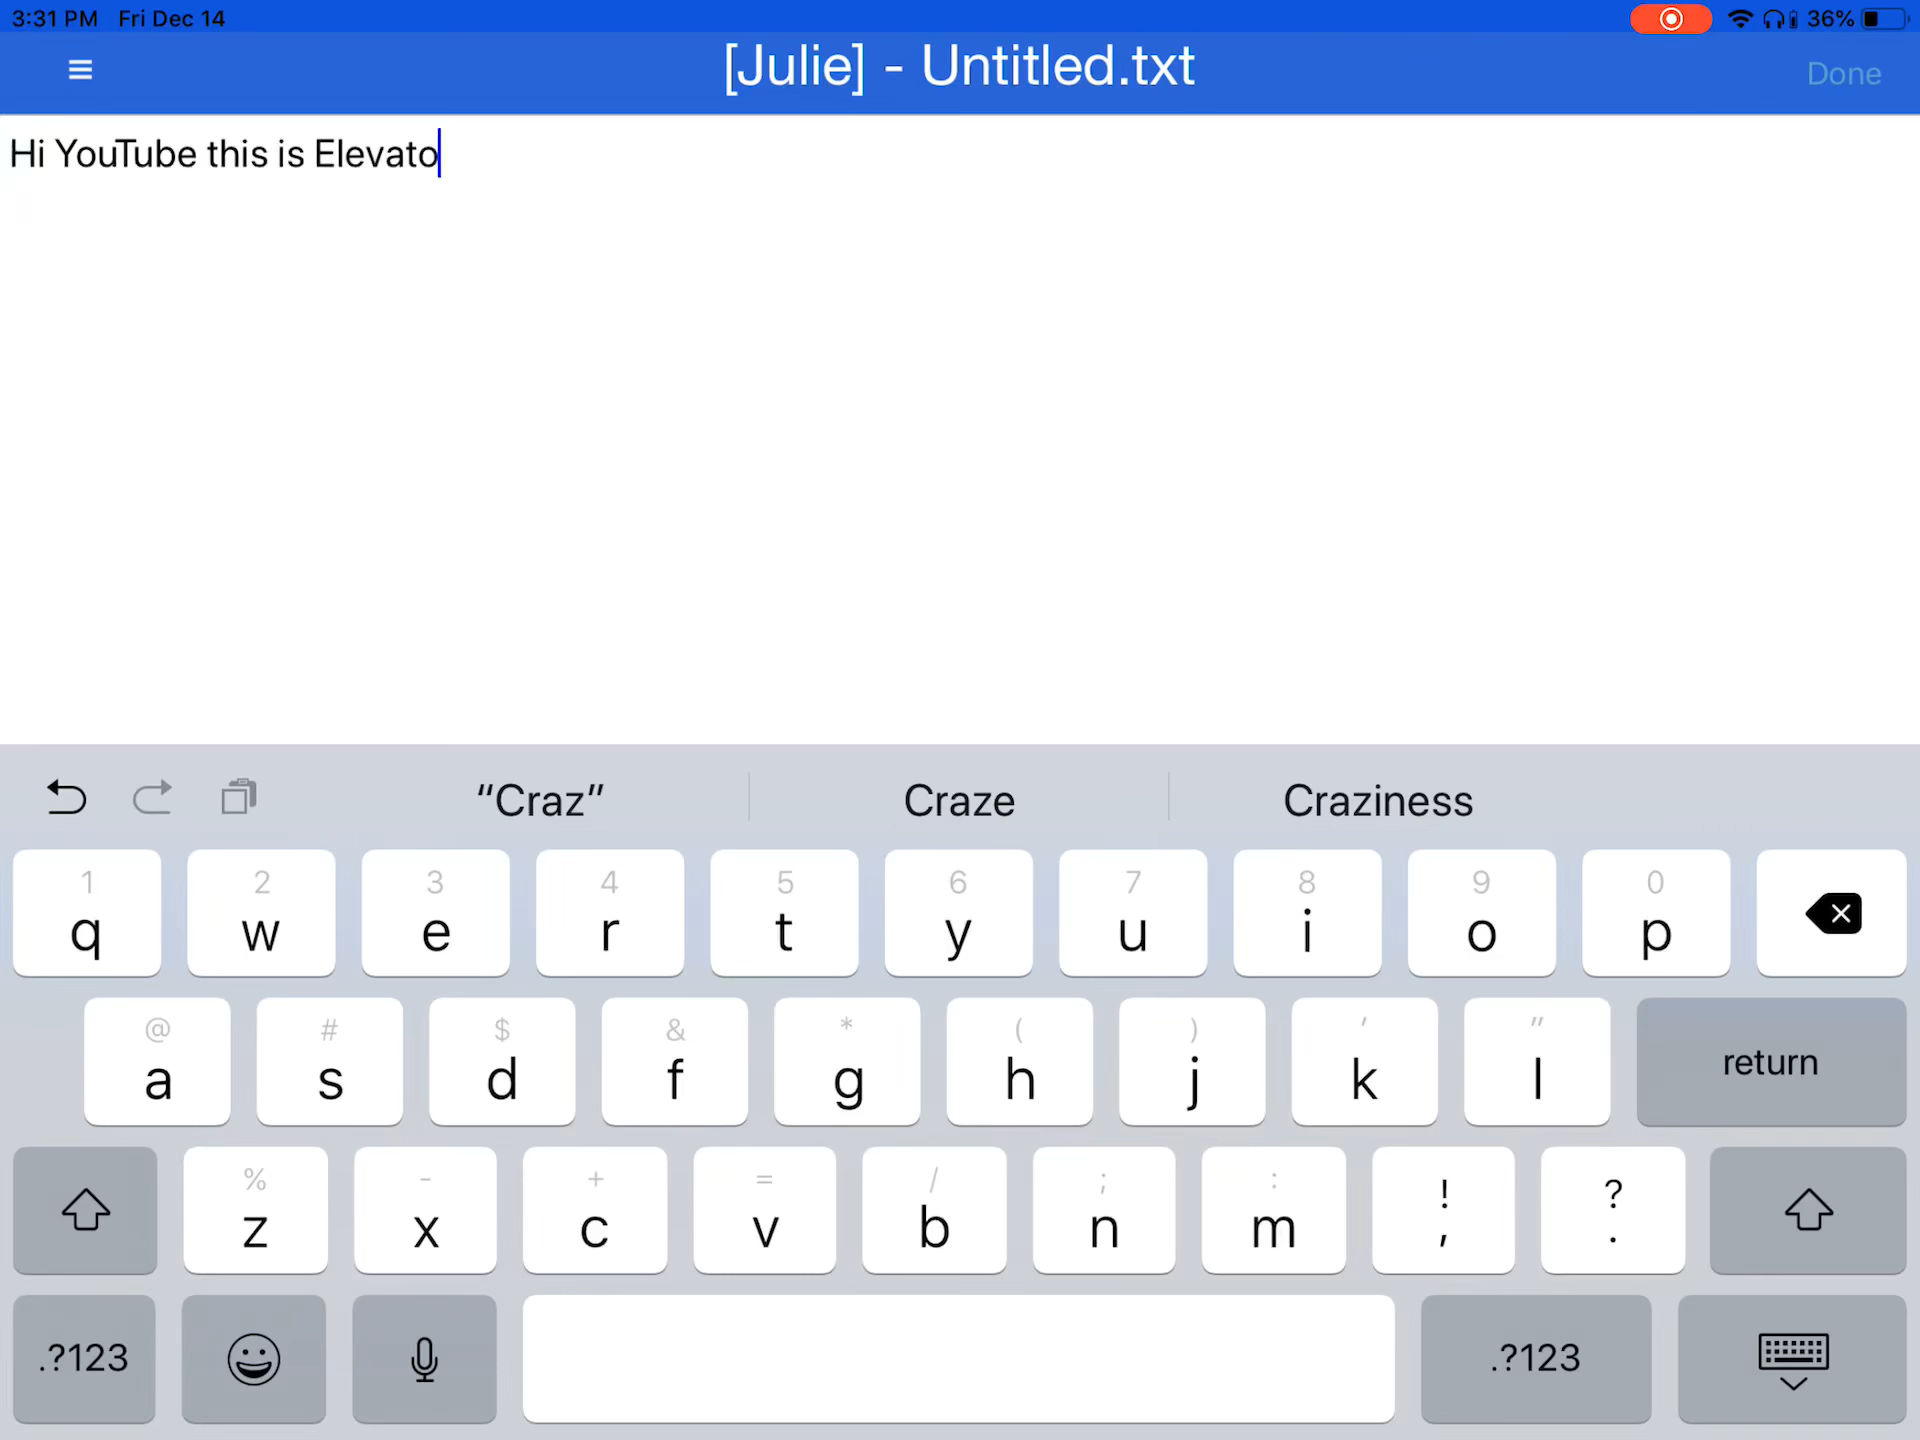 3:31 PM Fri Dec 14 36%
[Julie] - Untitled.txt
Done
Hi YouTube this is Elevato
“Craz” Craze Craziness
1 2 3 4 5 6 7 8 9 0
q w e r t y u i o p
@ # $ & * ( ) ' "
a s d f g h j k l return
% - + = / ; : ! ?
z x c v b n m , .
.?123 .?123